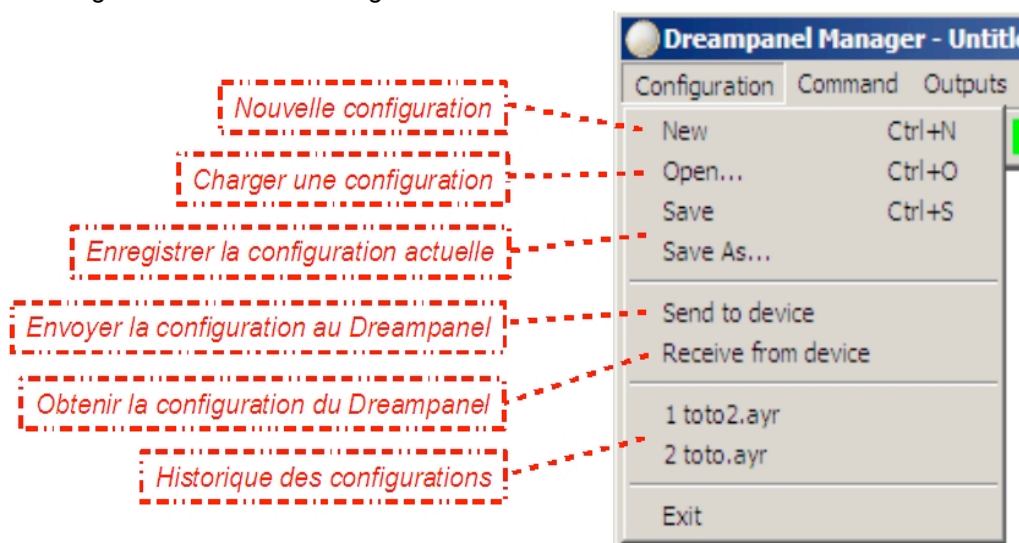 Dreampanel Manager - Untitl
Configuration Command Outputs
Nouvelle configuration
New Ctrl+N
Charger une configuration
Open... Ctrl+O
Save Ctrl+S
Enregistrer la configuration actuelle
Save As...
Envoyer la configuration au Dreampanel
Send to device
Receive from device
Obtenir la configuration du Dreampanel
1 toto2.ayr
2 toto.ayr
Historique des configurations
Exit